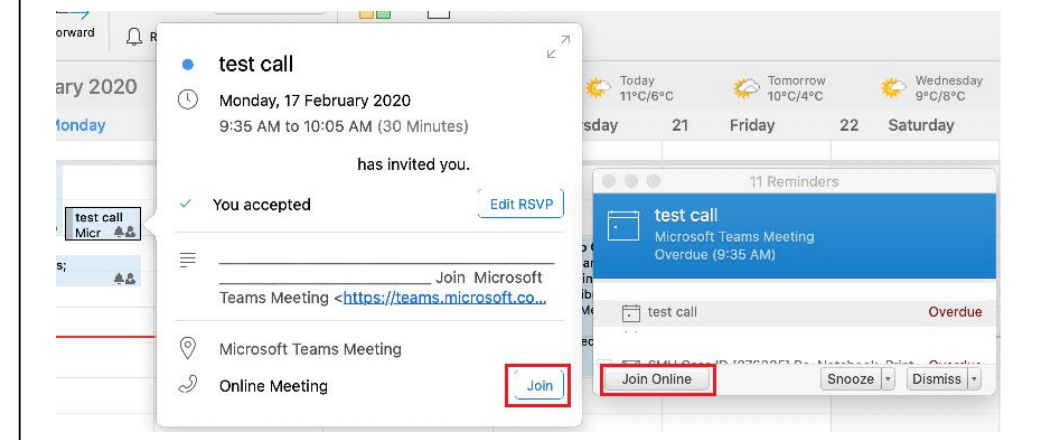 orward
R
ary 2020
Monday
test call
Monday, 17 February 2020
9:35 AM to 10:05 AM (30 Minutes)
has invited you.
You accepted
Edit RSVP
Join Microsoft
Teams Meeting <https://teams.microsoft.co...
Microsoft Teams Meeting
Online Meeting
Join
test call
Micr
s;
Today
11°C/6°C
Tomorrow
10°C/4°C
Wednesday
9°C/8°C
sday 21 Friday 22 Saturday
11 Reminders
test call
Microsoft Teams Meeting
Overdue (9:35 AM)
test call Overdue
Join Online
Snooze
Dismiss